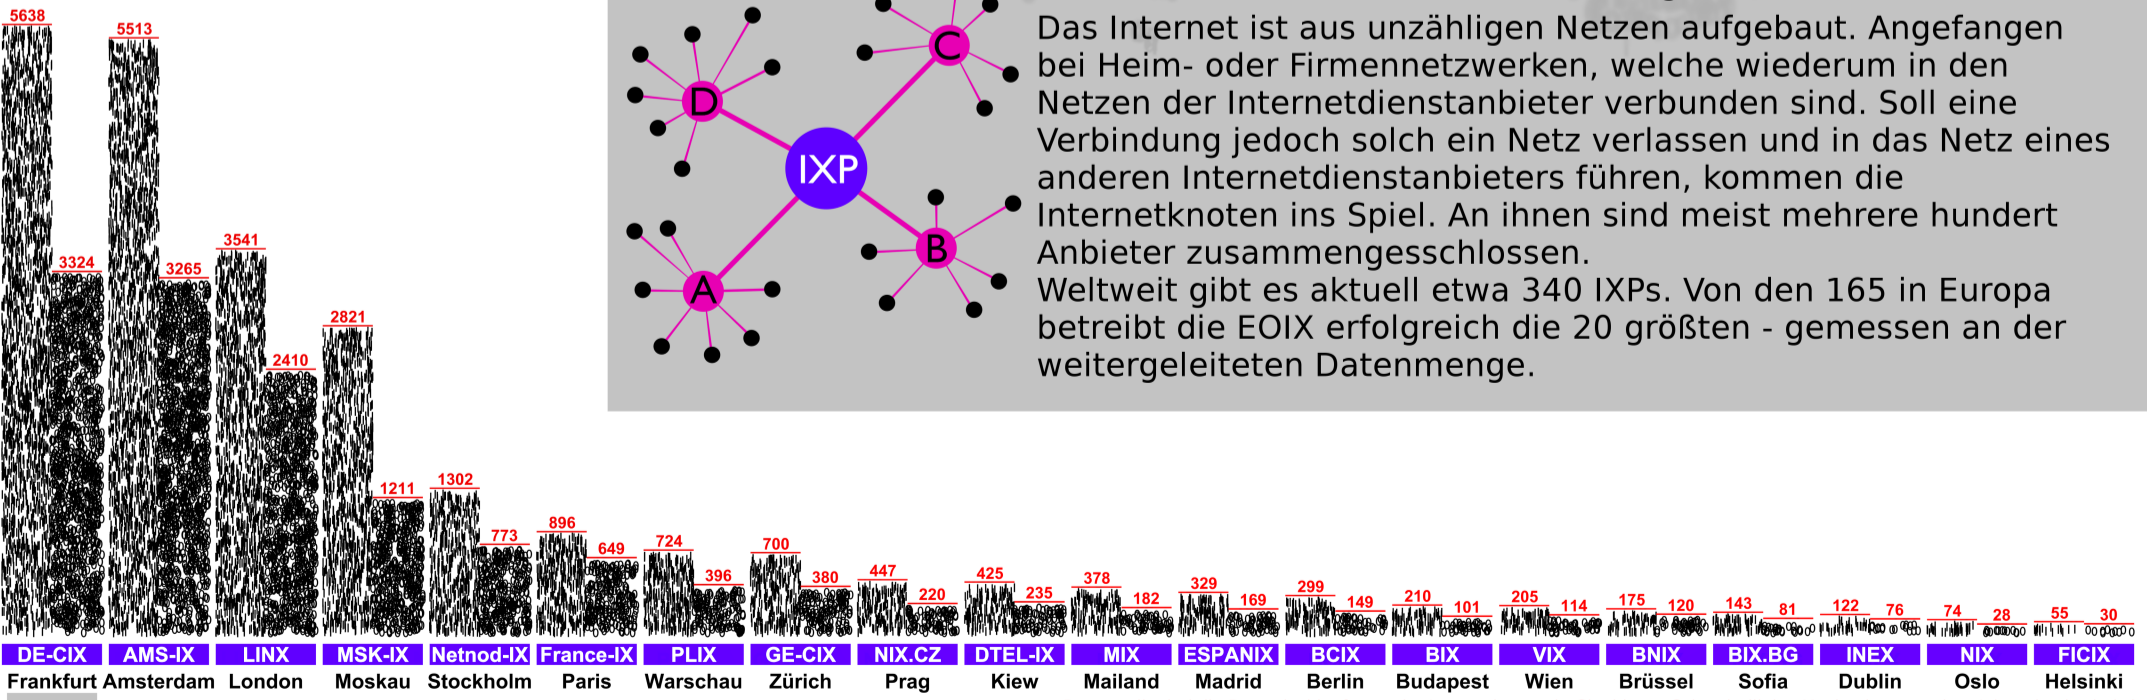 Das Internet ist aus unzähligen Netzen aufgebaut. Angefangen
bei Heim- oder Firmennetzwerken, welche wiederum in den
Netzen der Internetdienstanbieter verbunden sind. Soll eine
Verbindung jedoch solch ein Netz verlassen und in das Netz eines
anderen Internetdienstanbieters führen, kommen die
Internetknoten ins Spiel. An ihnen sind meist mehrere hundert
Anbieter zusammengesschlossen.
Weltweit gibt es aktuell etwa 340 IXPs. Von den 165 in Europa
betreibt die EOIX erfolgreich die 20 größten - gemessen an der
weitergeleiteten Datenmenge.
C
D
IXP
B
A
5638 3324
5513 3265
3541 2410
2821 1211
1302 773
896 649
724 396
700 380
447 220
425 235
378 182
329 169
299 149
210 101
205 114
175 120
143 81
122 76
74 28
55 30
DE-CIX AMS-IX LINX MSK-IX Netnod-IX France-IX PLIX GE-CIX NIX.CZ DTEL-IX MIX ESPANIX BCIX BIX VIX BNIX BIX.BG INEX NIX FICIX
Frankfurt Amsterdam London Moskau Stockholm Paris Warschau Zürich Prag Kiew Mailand Madrid Berlin Budapest Wien Brüssel Sofia Dublin Oslo Helsinki